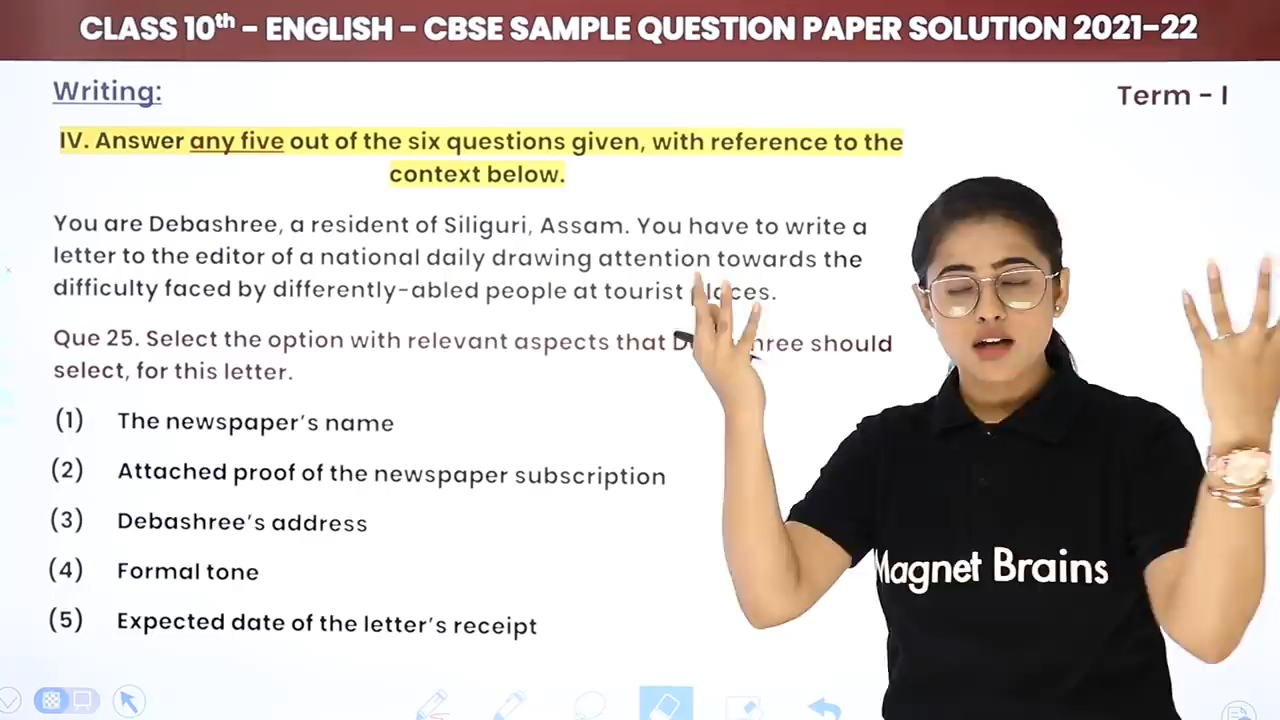 CLASS 10th - ENGLISH - CBSE SAMPLE QUESTION PAPER SOLUTION 2021-22
Writing:
Term - I
IV. Answer any five out of the six questions given, with reference to the
context below.
You are Debashree, a resident of Siliguri, Assam. You have to write a
letter to the editor of a national daily drawing attention towards the
difficulty faced by differently-abled people at tourist places.
Que 25. Select the option with relevant aspects that should
select, for this letter.
(1) The newspaper's name
(2) Attached proof of the newspaper subscription
(3) Debashree's address
(4) Formal tone
(5) Expected date of the letter's receipt
Magnet Brains